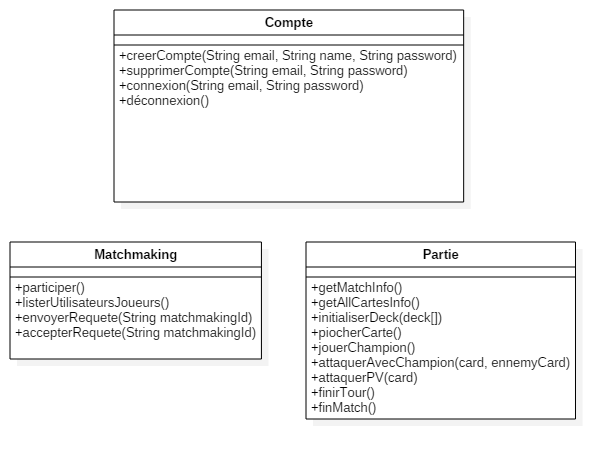 Compte
+creerCompte(String email, String name, String password)
+supprimerCompte(String email, String password)
+connexion(String email, String password)
+déconnexion()
Matchmaking
+participer()
+listerUtilisateursJoueurs()
+envoyerRequete(String matchmakingId)
+accepterRequete(String matchmakingId)
Partie
+getMatchInfo()
+getAllCartesInfo()
+initialiserDeck(deck[])
+piocherCarte()
+jouerChampion()
+attaquerAvecChampion(card, ennemyCard)
+attaquerPV(card)
+finirTour()
+finMatch()